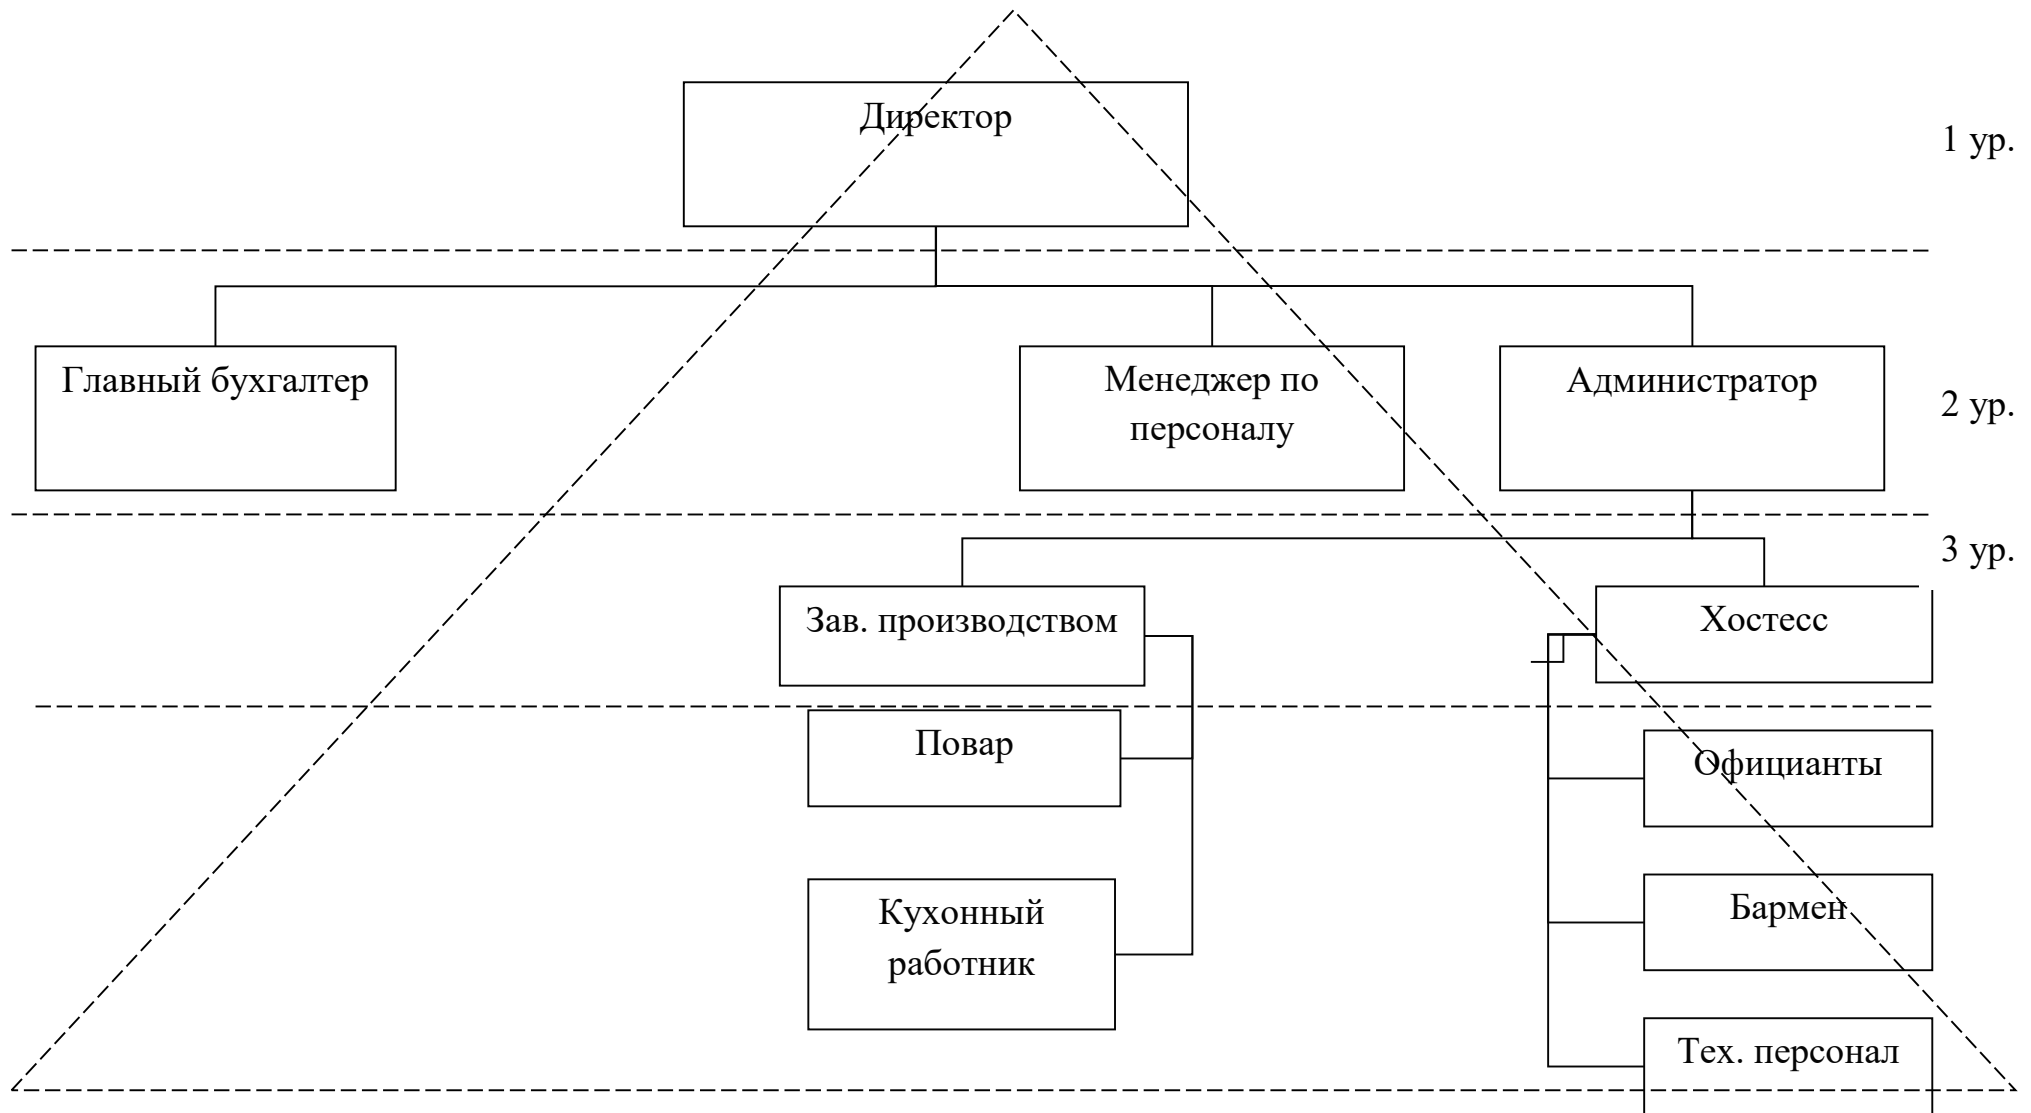 Директор
1 ур.
Главный бухгалтер
Менеджер по
персоналу
Администратор
2 ур.
3 ур.
Зав. производством
Хостесс
Повар
Официанты
Кухонный
работник
Бармен
Тех. персонал